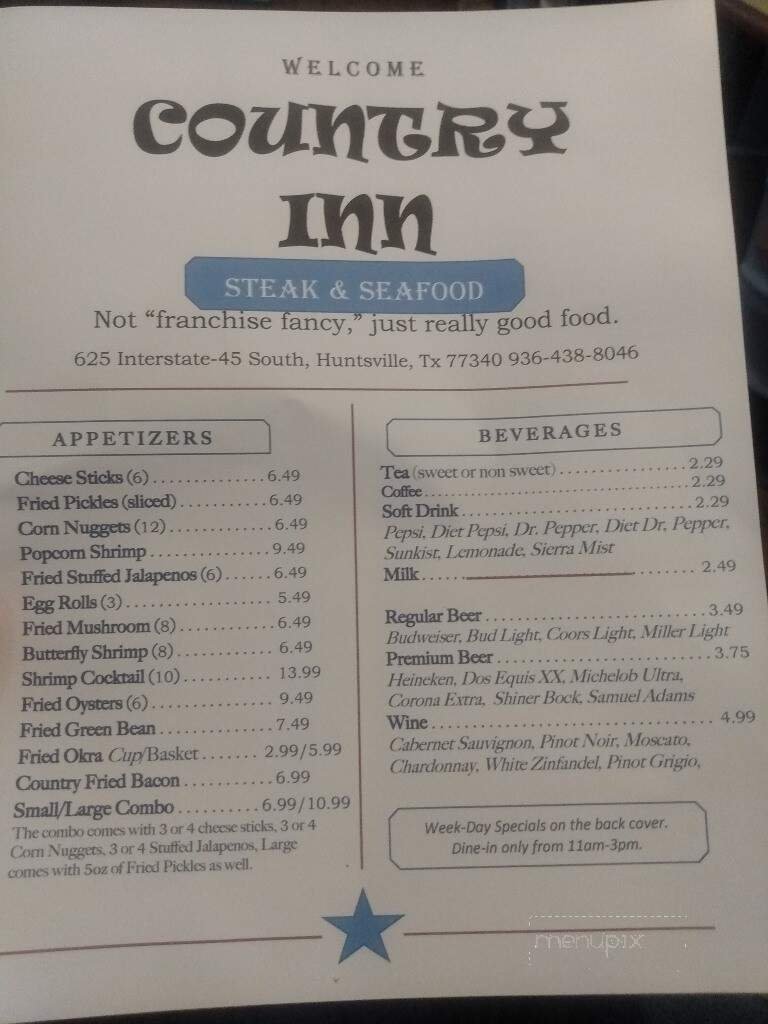 WELCOME
COUNTRY
INN
STEAK & SEAFOOD
Not “franchise fancy,” just really good food.
625 Interstate-45 South, Huntsville, Tx 77340 936-438-8046
APPETIZERS
Cheese Sticks (6) . . . . . . . . . . . . . . 6.49
Fried Pickles (sliced) . . . . . . . . . . . 6.49
Corn Nuggets (12) . . . . . . . . . . . . . 6.49
Popcorn Shrimp . . . . . . . . . . . . . . . 9.49
Fried Stuffed Jalapenos (6) . . . . . . 6.49
Egg Rolls (3) . . . . . . . . . . . . . . . . . . 5.49
Fried Mushroom (8) . . . . . . . . . . . . 6.49
Butterfly Shrimp (8) . . . . . . . . . . . . 6.49
Shrimp Cocktail (10) . . . . . . . . . . . 13.99
Fried Oysters (6) . . . . . . . . . . . . . . . 9.49
Fried Green Bean . . . . . . . . . . . . . . 7.49
Fried Okra Cup/Basket . . . . . . . 2.99/5.99
Country Fried Bacon . . . . . . . . . . . 6.99
Small/Large Combo . . . . . . . . . 6.99/10.99
The combo comes with 3 or 4 cheese sticks, 3 or 4
Corn Nuggets, 3 or 4 Stuffed Jalapenos, Large
comes with 5oz of Fried Pickles as well.
BEVERAGES
Tea (sweet or non sweet) . . . . . . . . . . . . . . . 2.29
Coffee . . . . . . . . . . . . . . . . . . . . . . . . . . . . . . 2.29
Soft Drink . . . . . . . . . . . . . . . . . . . . . . . . . . . 2.29
Pepsi, Diet Pepsi, Dr. Pepper, Diet Dr, Pepper,
Sunkist, Lemonade, Sierra Mist
Milk . . . . . . . . . . . . . . 2.49
Regular Beer . . . . . . . . . . . . . . . . . . . . . . . . . 3.49
Budweiser, Bud Light, Coors Light, Miller Light
Premium Beer . . . . . . . . . . . . . . . . . . . . . . . . 3.75
Heineken, Dos Equis XX, Michelob Ultra,
Corona Extra, Shiner Bock, Samuel Adams
Wine . . . . . . . . . . . . . . . . . . . . . . . . . . . . . . . . 4.99
Cabernet Sauvignon, Pinot Noir, Moscato,
Chardonnay, White Zinfandel, Pinot Grigio,
Week-Day Specials on the back cover.
Dine-in only from 11am-3pm.
menupix